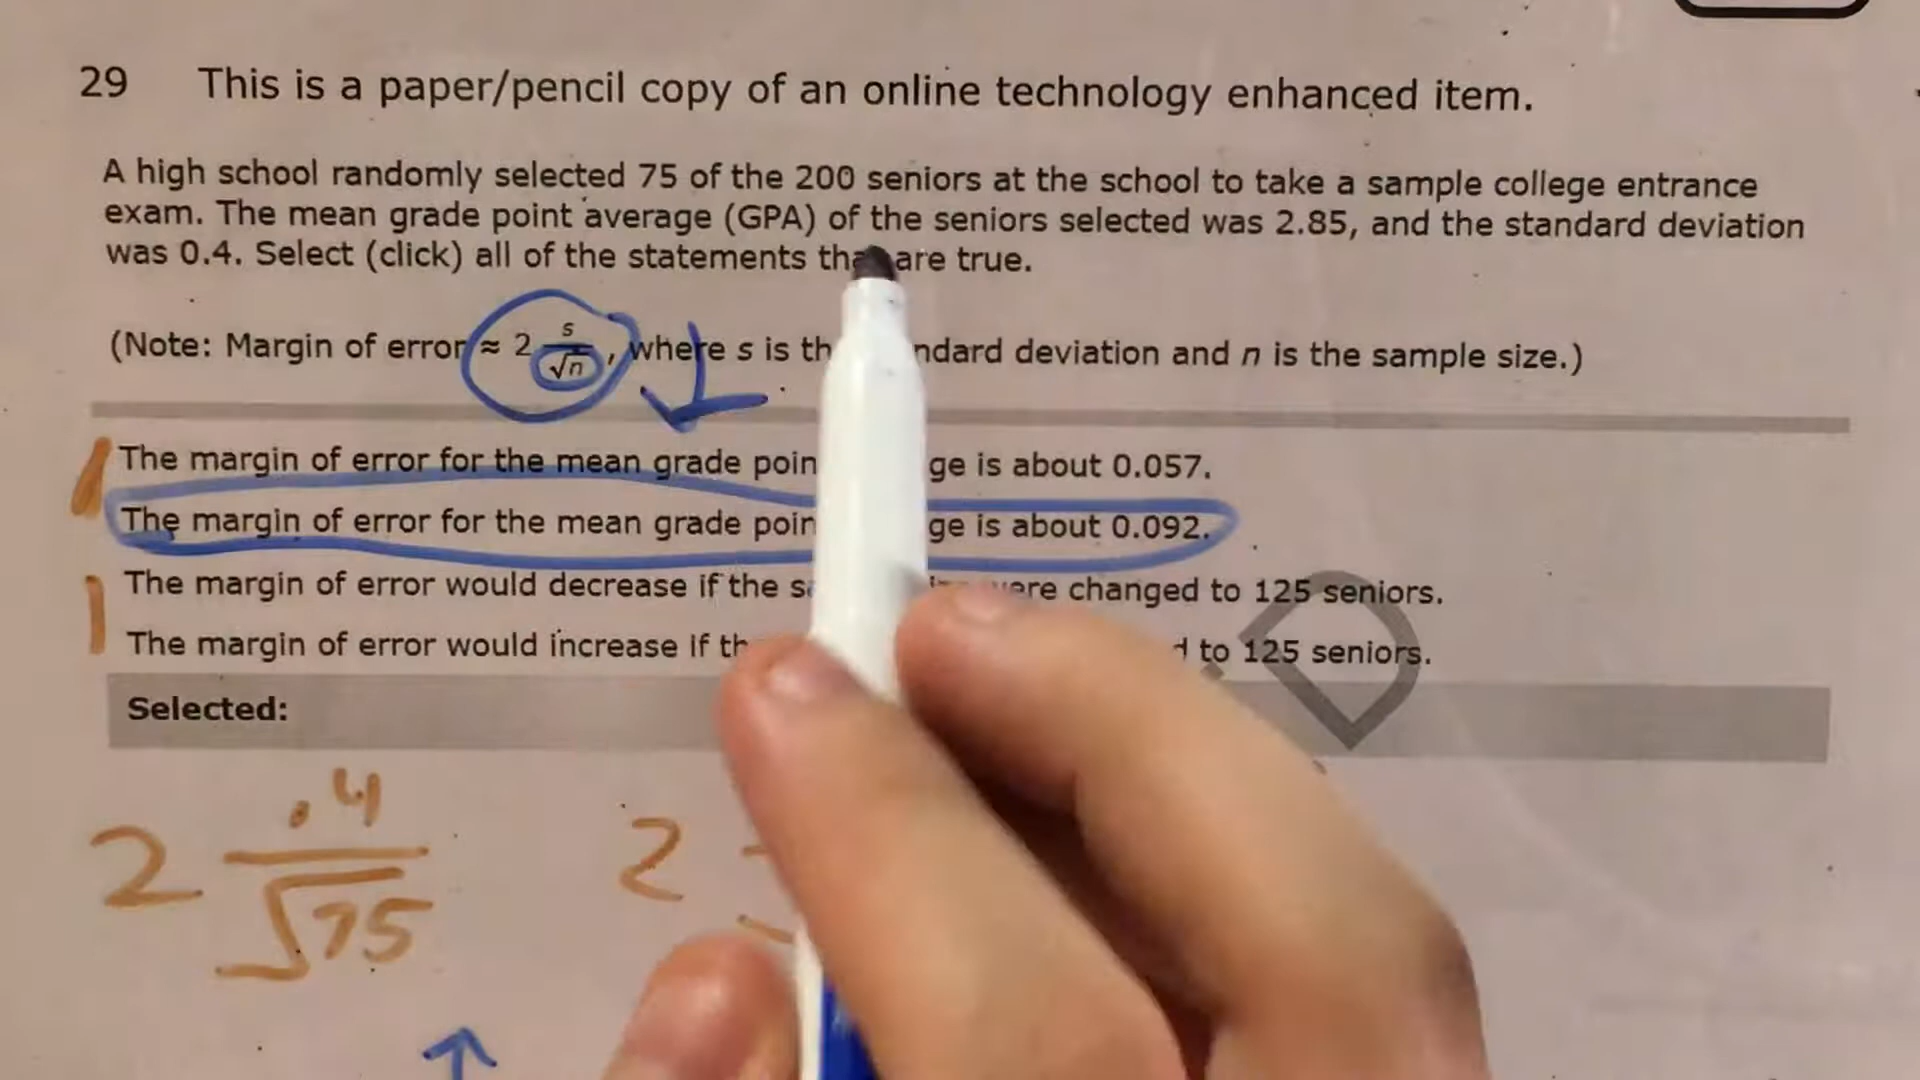 29 This is a paper/pencil copy of an online technology enhanced item.
A high school randomly selected 75 of the 200 seniors at the school to take a sample college entrance
exam. The mean grade point average (GPA) of the seniors selected was 2.85, and the standard deviation
was 0.4. Select (click) all of the statements tha are true.
(Note: Margin of error ≈ 2 s/√n , where s is th ndard deviation and n is the sample size.)
The margin of error for the mean grade poin ge is about 0.057.
The margin of error for the mean grade poin ge is about 0.092.
The margin of error would decrease if the s were changed to 125 seniors.
The margin of error would increase if th to 125 seniors.
Selected:
2 .4/√75 2